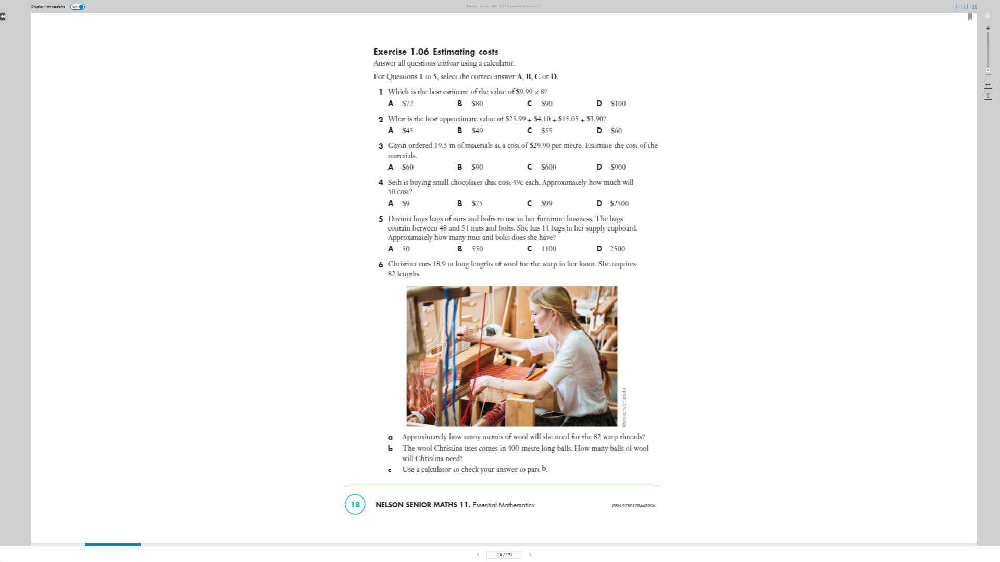 Display Annotations ON
Nelson Senior Maths 11 Essential Mathem...
Exercise 1.06 Estimating costs
Answer all questions without using a calculator.
For Questions 1 to 5, select the correct answer A, B, C or D.
1 Which is the best estimate of the value of $9.99 × 8?
A $72 B $80 C $90 D $100
2 What is the best approximate value of $25.99 + $4.10 + $15.05 + $3.90?
A $45 B $49 C $55 D $60
3 Gavin ordered 19.5 m of materials at a cost of $29.90 per metre. Estimate the cost of the
materials.
A $60 B $90 C $600 D $900
4 Seth is buying small chocolates that cost 49c each. Approximately how much will
50 cost?
A $9 B $25 C $99 D $2500
5 Davinia buys bags of nuts and bolts to use in her furniture business. The bags
contain between 48 and 51 nuts and bolts. She has 11 bags in her supply cupboard.
Approximately how many nuts and bolts does she have?
A 50 B 550 C 1100 D 2500
6 Christina cuts 18.9 m long lengths of wool for the warp in her loom. She requires
82 lengths.
iStock.com/amixstudio
a Approximately how many metres of wool will she need for the 82 warp threads?
b The wool Christina uses comes in 400-metre long balls. How many balls of wool
will Christina need?
c Use a calculator to check your answer to part b.
18 NELSON SENIOR MATHS 11. Essential Mathematics ISBN 9780170443906
18 / 499